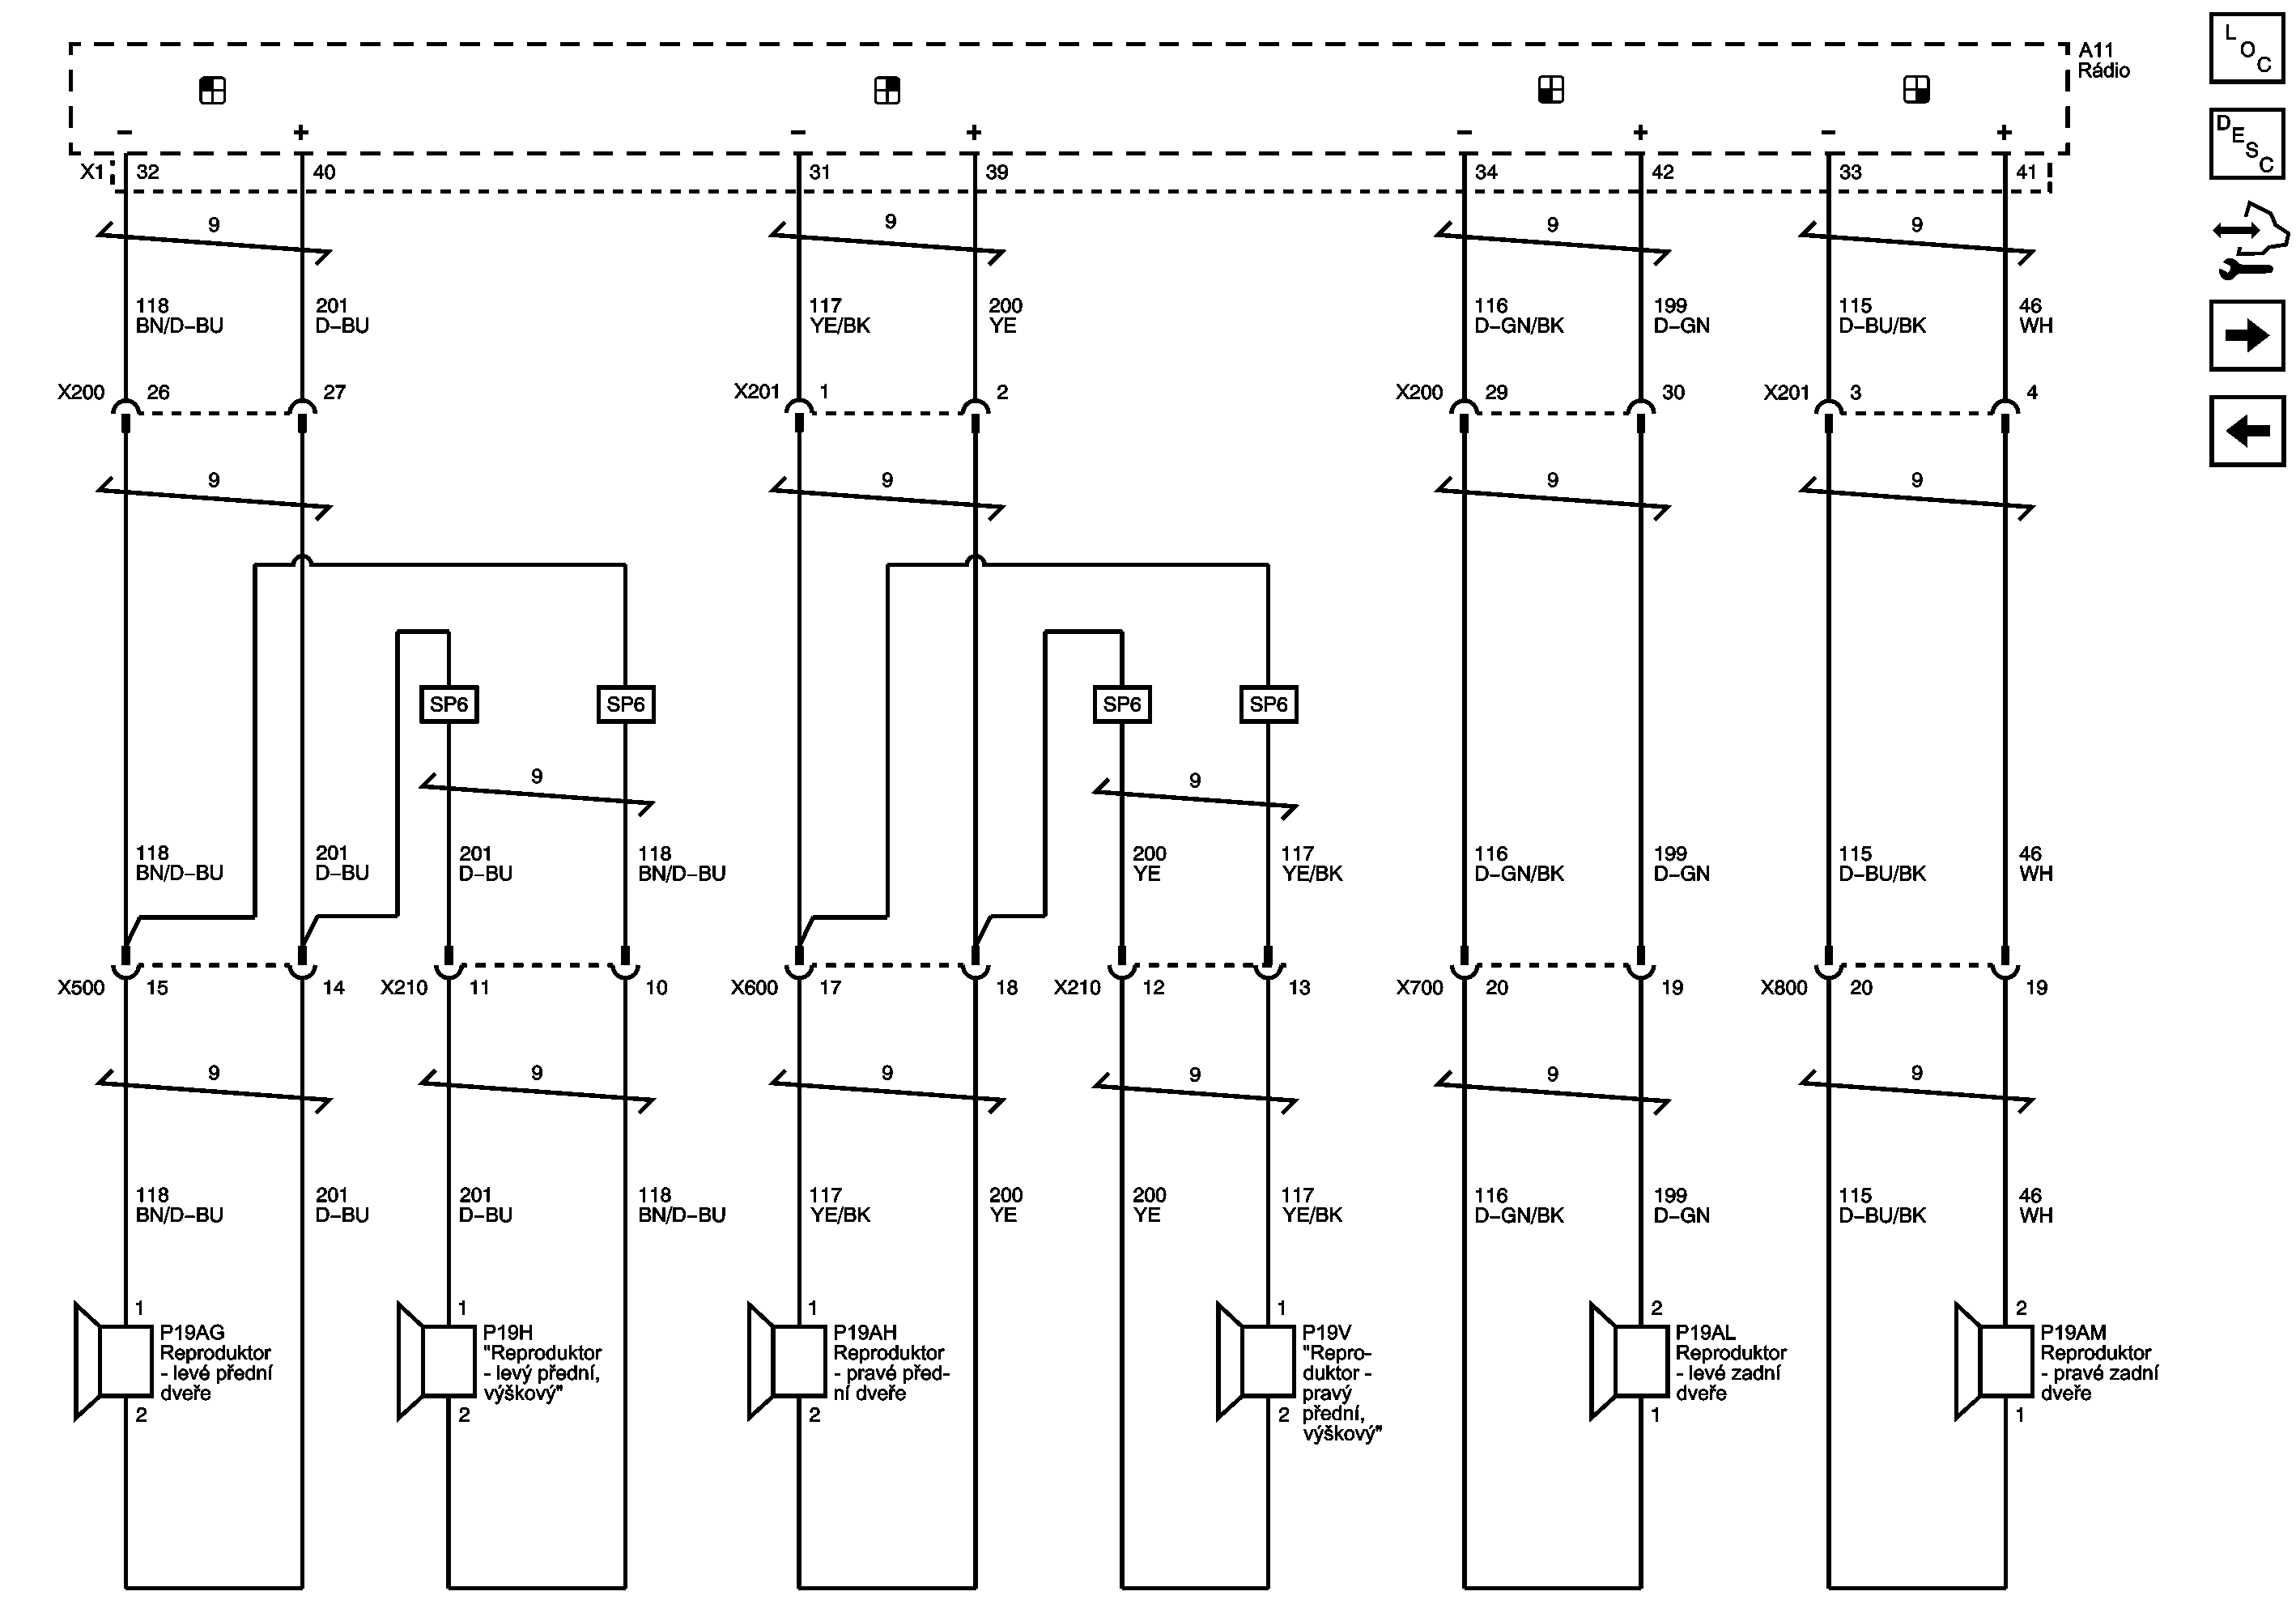 A11
Rádio
L
O
C
D
E
S
C
− + − + − + − +
X1 32 40 31 39 34 42 33 41
9 9 9 9
118 201 117 200 116 199 115 46
BN/D−BU D−BU YE/BK YE D−GN/BK D−GN D−BU/BK WH
X200 26 27 X201 1 2 X200 29 30 X201 3 4
9 9 9 9
SP6 SP6 SP6 SP6
9 9
118 201 201 118 200 117 116 199 115 46
BN/D−BU D−BU D−BU BN/D−BU YE YE/BK D−GN/BK D−GN D−BU/BK WH
X500 15 14 X210 11 10 X600 17 18 X210 12 13 X700 20 19 X800 20 19
9 9 9 9 9 9
118 201 201 118 117 200 200 117 116 199 115 46
BN/D−BU D−BU D−BU BN/D−BU YE/BK YE YE YE/BK D−GN/BK D−GN D−BU/BK WH
1
P19AG
Reproduktor
- levé přední
dveře
2
1
P19H
"Reproduktor
- levý přední,
výškový"
2
1
P19AH
Reproduktor
- pravé před-
ní dveře
2
1
P19V
"Repro-
duktor -
pravý
přední,
výškový"
2
2
P19AL
Reproduktor
- levé zadní
dveře
1
2
P19AM
Reproduktor
- pravé zadní
dveře
1